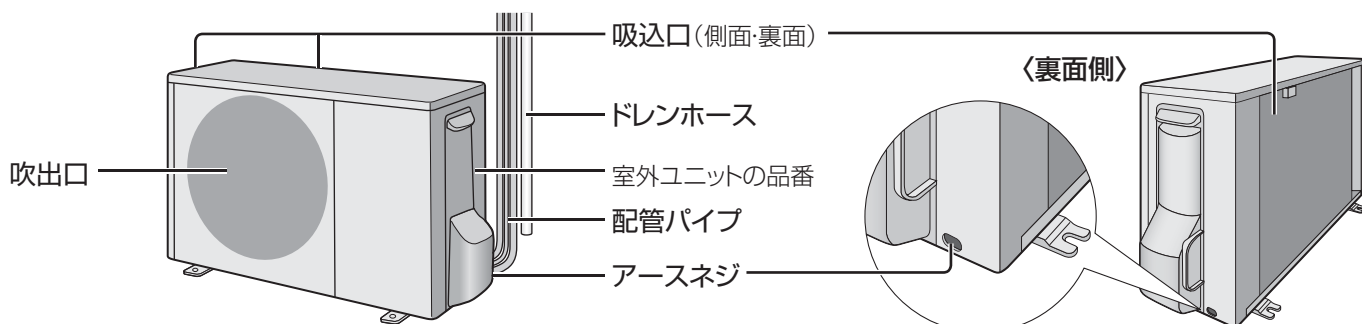 吸込口(側面・裏面)
〈裏面側〉
ドレンホース
吹出口
室外ユニットの品番
配管パイプ
アースネジ